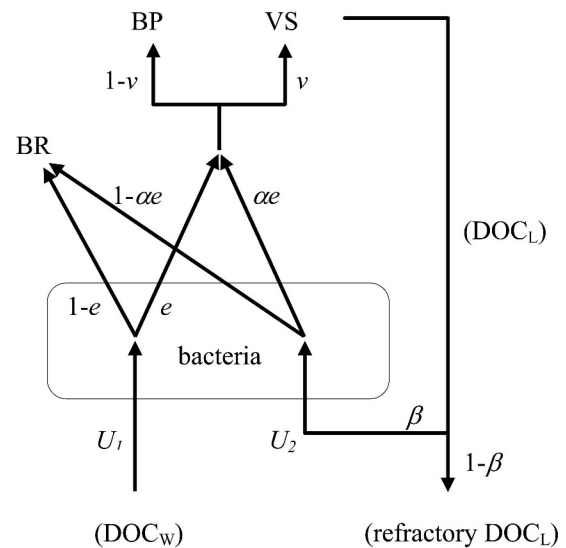 BP VS
1-v v
BR
1-αe αe
(DOC_L)
1-e e
bacteria
β
U_1 U_2
1-β
(DOC_W) (refractory DOC_L)